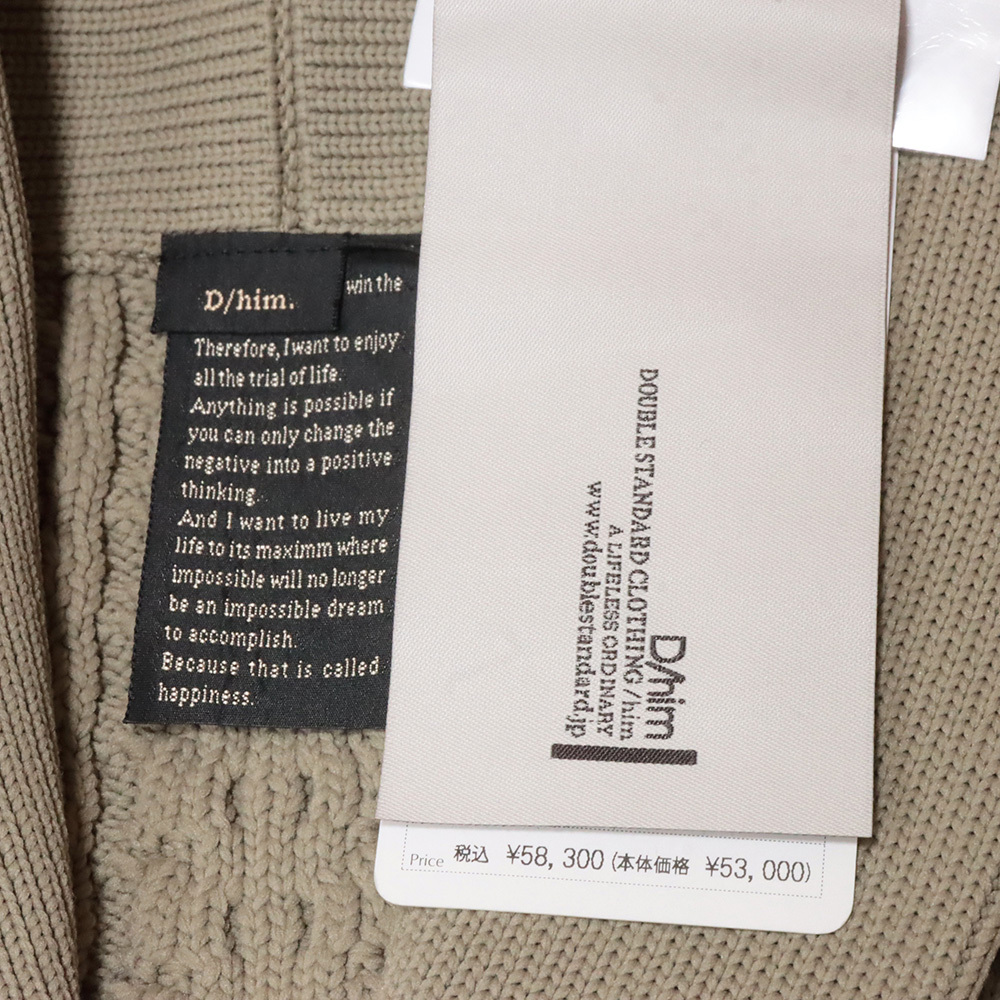 D/him.
win the
Therefore, I want to enjoy
all the trial of life.
Anything is possible if
you can only change the
negative into a positive
thinking.
And I want to live my
life to its maximm where
impossible will no longer
be an impossible dream
to accomplish.
Because that is called
happiness.
D/him
DOUBLE STANDARD CLOTHING /him
A LIFELESS ORDINARY
www.doublestandard.jp
Price 税込 ¥58,300 (本体価格 ¥53,000)